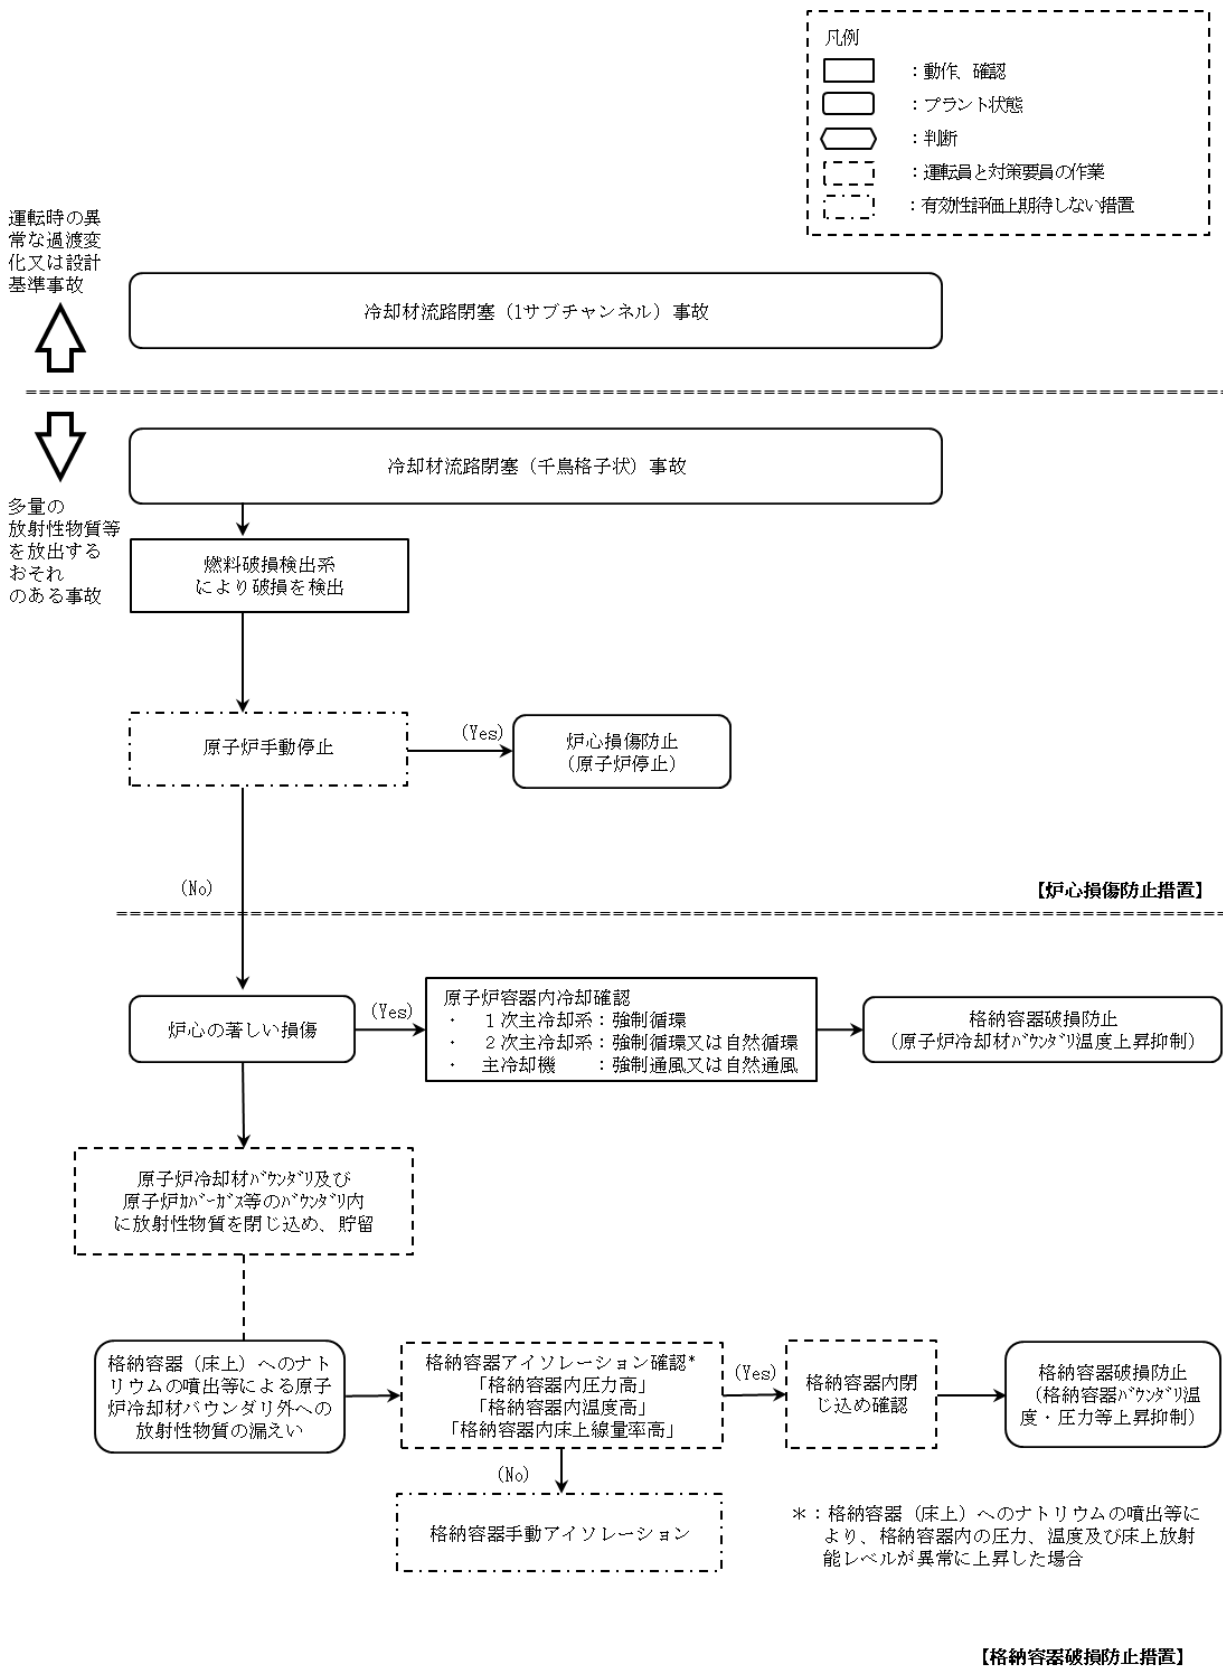 凡例
：動作、確認
：プラント状態
：判断
：運転員と対策要員の作業
：有効性評価上期待しない措置
運転時の異
常な過渡変
化又は設計
基準事故
冷却材流路閉塞（1サブチャンネル）事故
冷却材流路閉塞（千鳥格子状）事故
多量の
放射性物質等
を放出する
おそれ
のある事故
燃料破損検出系
により破損を検出
原子炉手動停止
(Yes)
炉心損傷防止
(原子炉停止)
(No)
【炉心損傷防止措置】
炉心の著しい損傷
(Yes)
原子炉容器内冷却確認
・　１次主冷却系：強制循環
・　２次主冷却系：強制循環又は自然循環
・　主冷却機　　：強制通風又は自然通風
格納容器破損防止
(原子炉冷却材ﾊﾞｳﾝﾀﾞﾘ温度上昇抑制)
原子炉冷却材ﾊﾞｳﾝﾀﾞﾘ及び
原子炉ｶﾊﾞｰｶﾞｽ等のﾊﾞｳﾝﾀﾞﾘ内
に放射性物質を閉じ込め、貯留
格納容器（床上）へのナト
リウムの噴出等による原子
炉冷却材バウンダリ外への
放射性物質の漏えい
格納容器アイソレーション確認*
「格納容器内圧力高」
「格納容器内温度高」
「格納容器内床上線量率高」
(Yes)
格納容器内閉
じ込め確認
格納容器破損防止
(格納容器ﾊﾞｳﾝﾀﾞﾘ温
度・圧力等上昇抑制)
(No)
格納容器手動アイソレーション
＊：格納容器（床上）へのナトリウムの噴出等に
より、格納容器内の圧力、温度及び床上放射
能レベルが異常に上昇した場合
【格納容器破損防止措置】